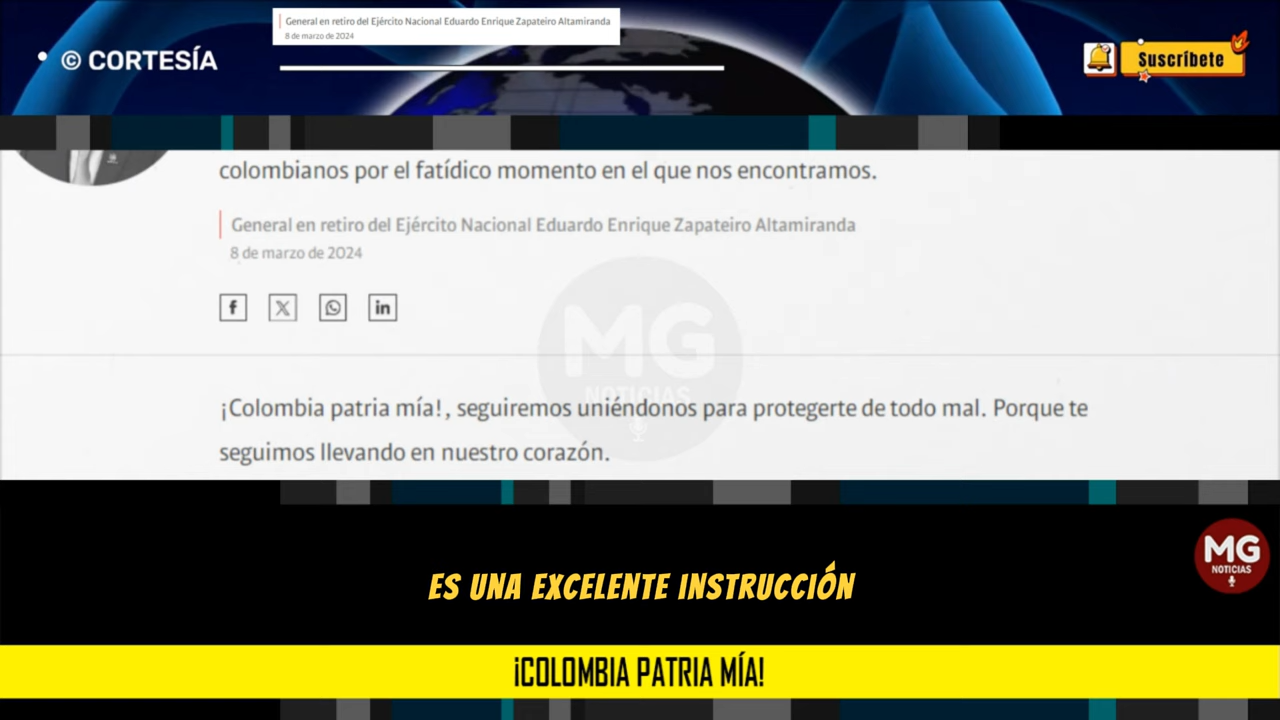 General en retiro del Ejército Nacional Eduardo Enrique Zapateiro Altamiranda
8 de marzo de 2024
© CORTESÍA
Suscríbete
colombianos por el fatídico momento en el que nos encontramos.
General en retiro del Ejército Nacional Eduardo Enrique Zapateiro Altamiranda
8 de marzo de 2024
f X in
MG
NOTICIAS
¡Colombia patria mía!, seguiremos uniéndonos para protegerte de todo mal. Porque te
seguimos llevando en nuestro corazón.
MG
NOTICIAS
ES UNA EXCELENTE INSTRUCCIÓN
¡COLOMBIA PATRIA MÍA!